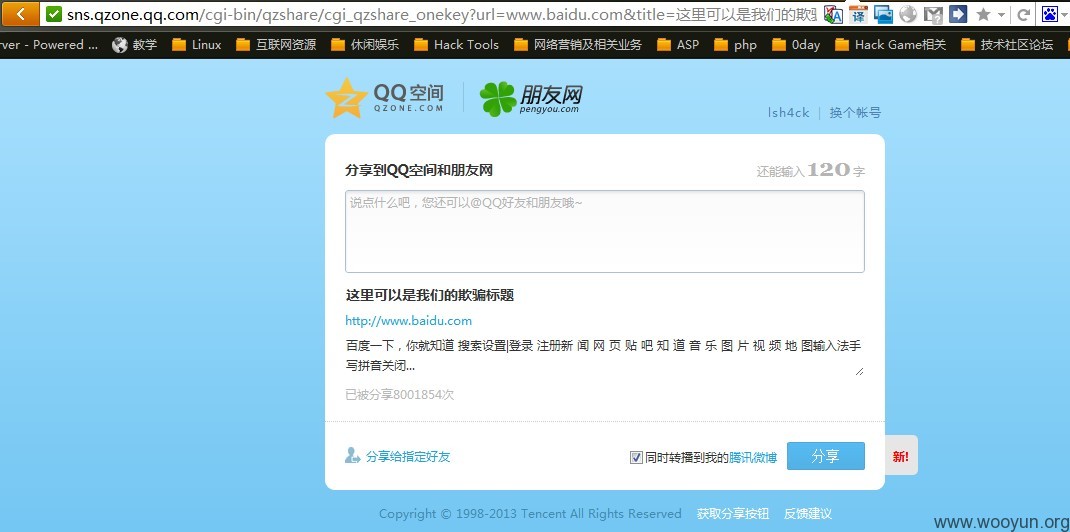 sns.qzone.qq.com/cgi-bin/qzshare/cgi_qzshare_onekey?url=www.baidu.com&title=这里可以是我们的欺骗
rver - Powered ... 教学 Linux 互联网资源 休闲娱乐 Hack Tools 网络营销及相关业务 ASP php 0day Hack Game相关 技术社区论坛
QQ空间 朋友网
QZONE.COM pengyou.com
lsh4ck | 换个帐号
分享到QQ空间和朋友网 还能输入120字
说点什么吧，您还可以@QQ好友和朋友哦~
这里可以是我们的欺骗标题
http://www.baidu.com
百度一下，你就知道 搜索设置|登录 注册新 闻 网 页 贴 吧 知 道 音 乐 图 片 视 频 地 图输入法手
写拼音关闭...
已被分享8001854次
分享给指定好友 同时转播到我的腾讯微博 分享 新!
Copyright © 1998-2013 Tencent All Rights Reserved 获取分享按钮 反馈建议
www.wooyun.org